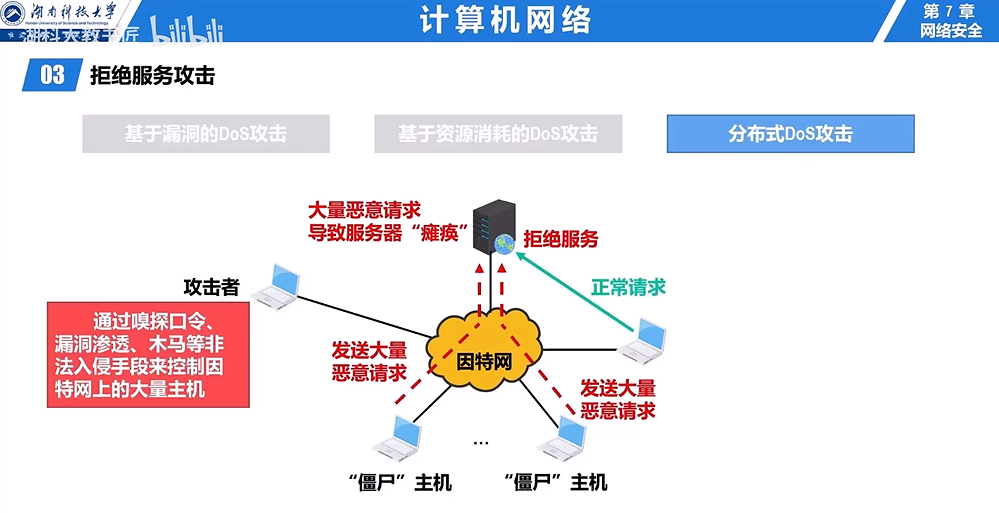 湖南科技大学
Hunan University of Science and Technology
湖科大教书匠 bilibili
计算机网络
第 7 章
网络安全
03 拒绝服务攻击
基于漏洞的DoS攻击
基于资源消耗的DoS攻击
分布式DoS攻击
大量恶意请求
导致服务器“瘫痪”
拒绝服务
攻击者
正常请求
通过嗅探口令、
漏洞渗透、木马等非
法入侵手段来控制因
特网上的大量主机
发送大量
恶意请求
因特网
发送大量
恶意请求
...
“僵尸”主机
“僵尸”主机